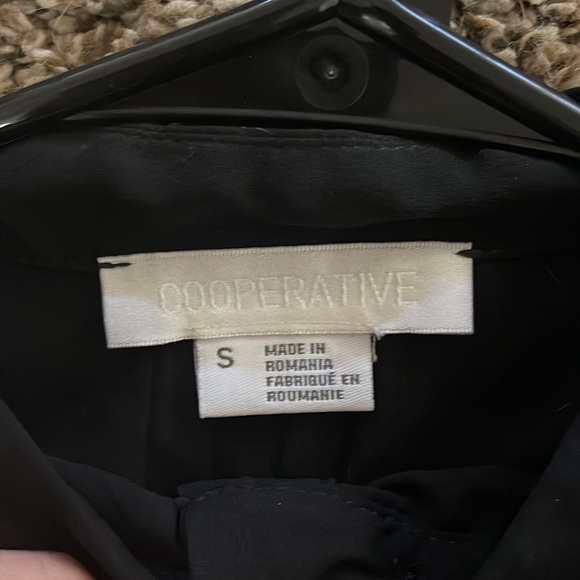 COOPERATIVE
S
MADE IN
ROMANIA
FABRIQUÉ EN
ROUMANIE